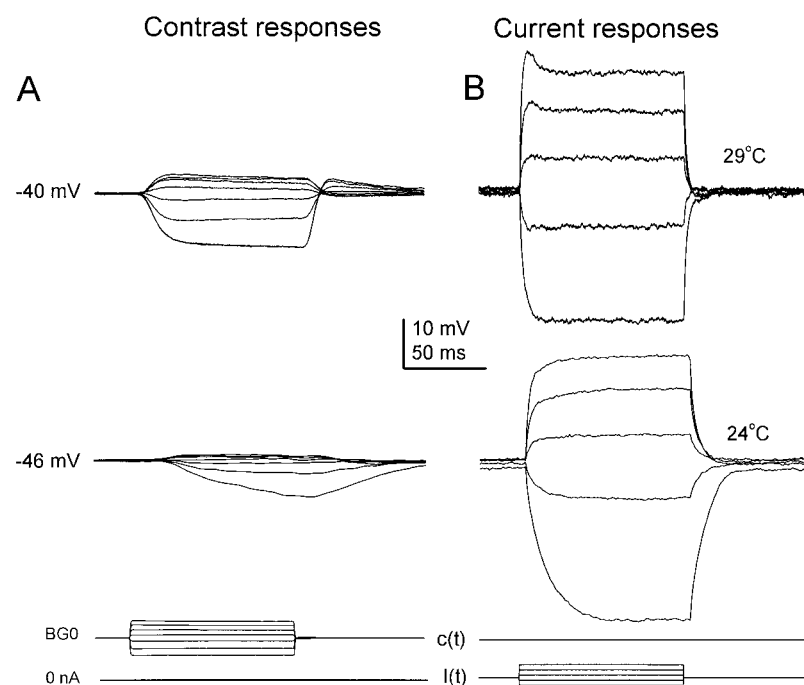 Contrast responses
Current responses
A
B
29°C
-40 mV
10 mV
50 ms
24°C
-46 mV
BG0
c(t)
0 nA
I(t)